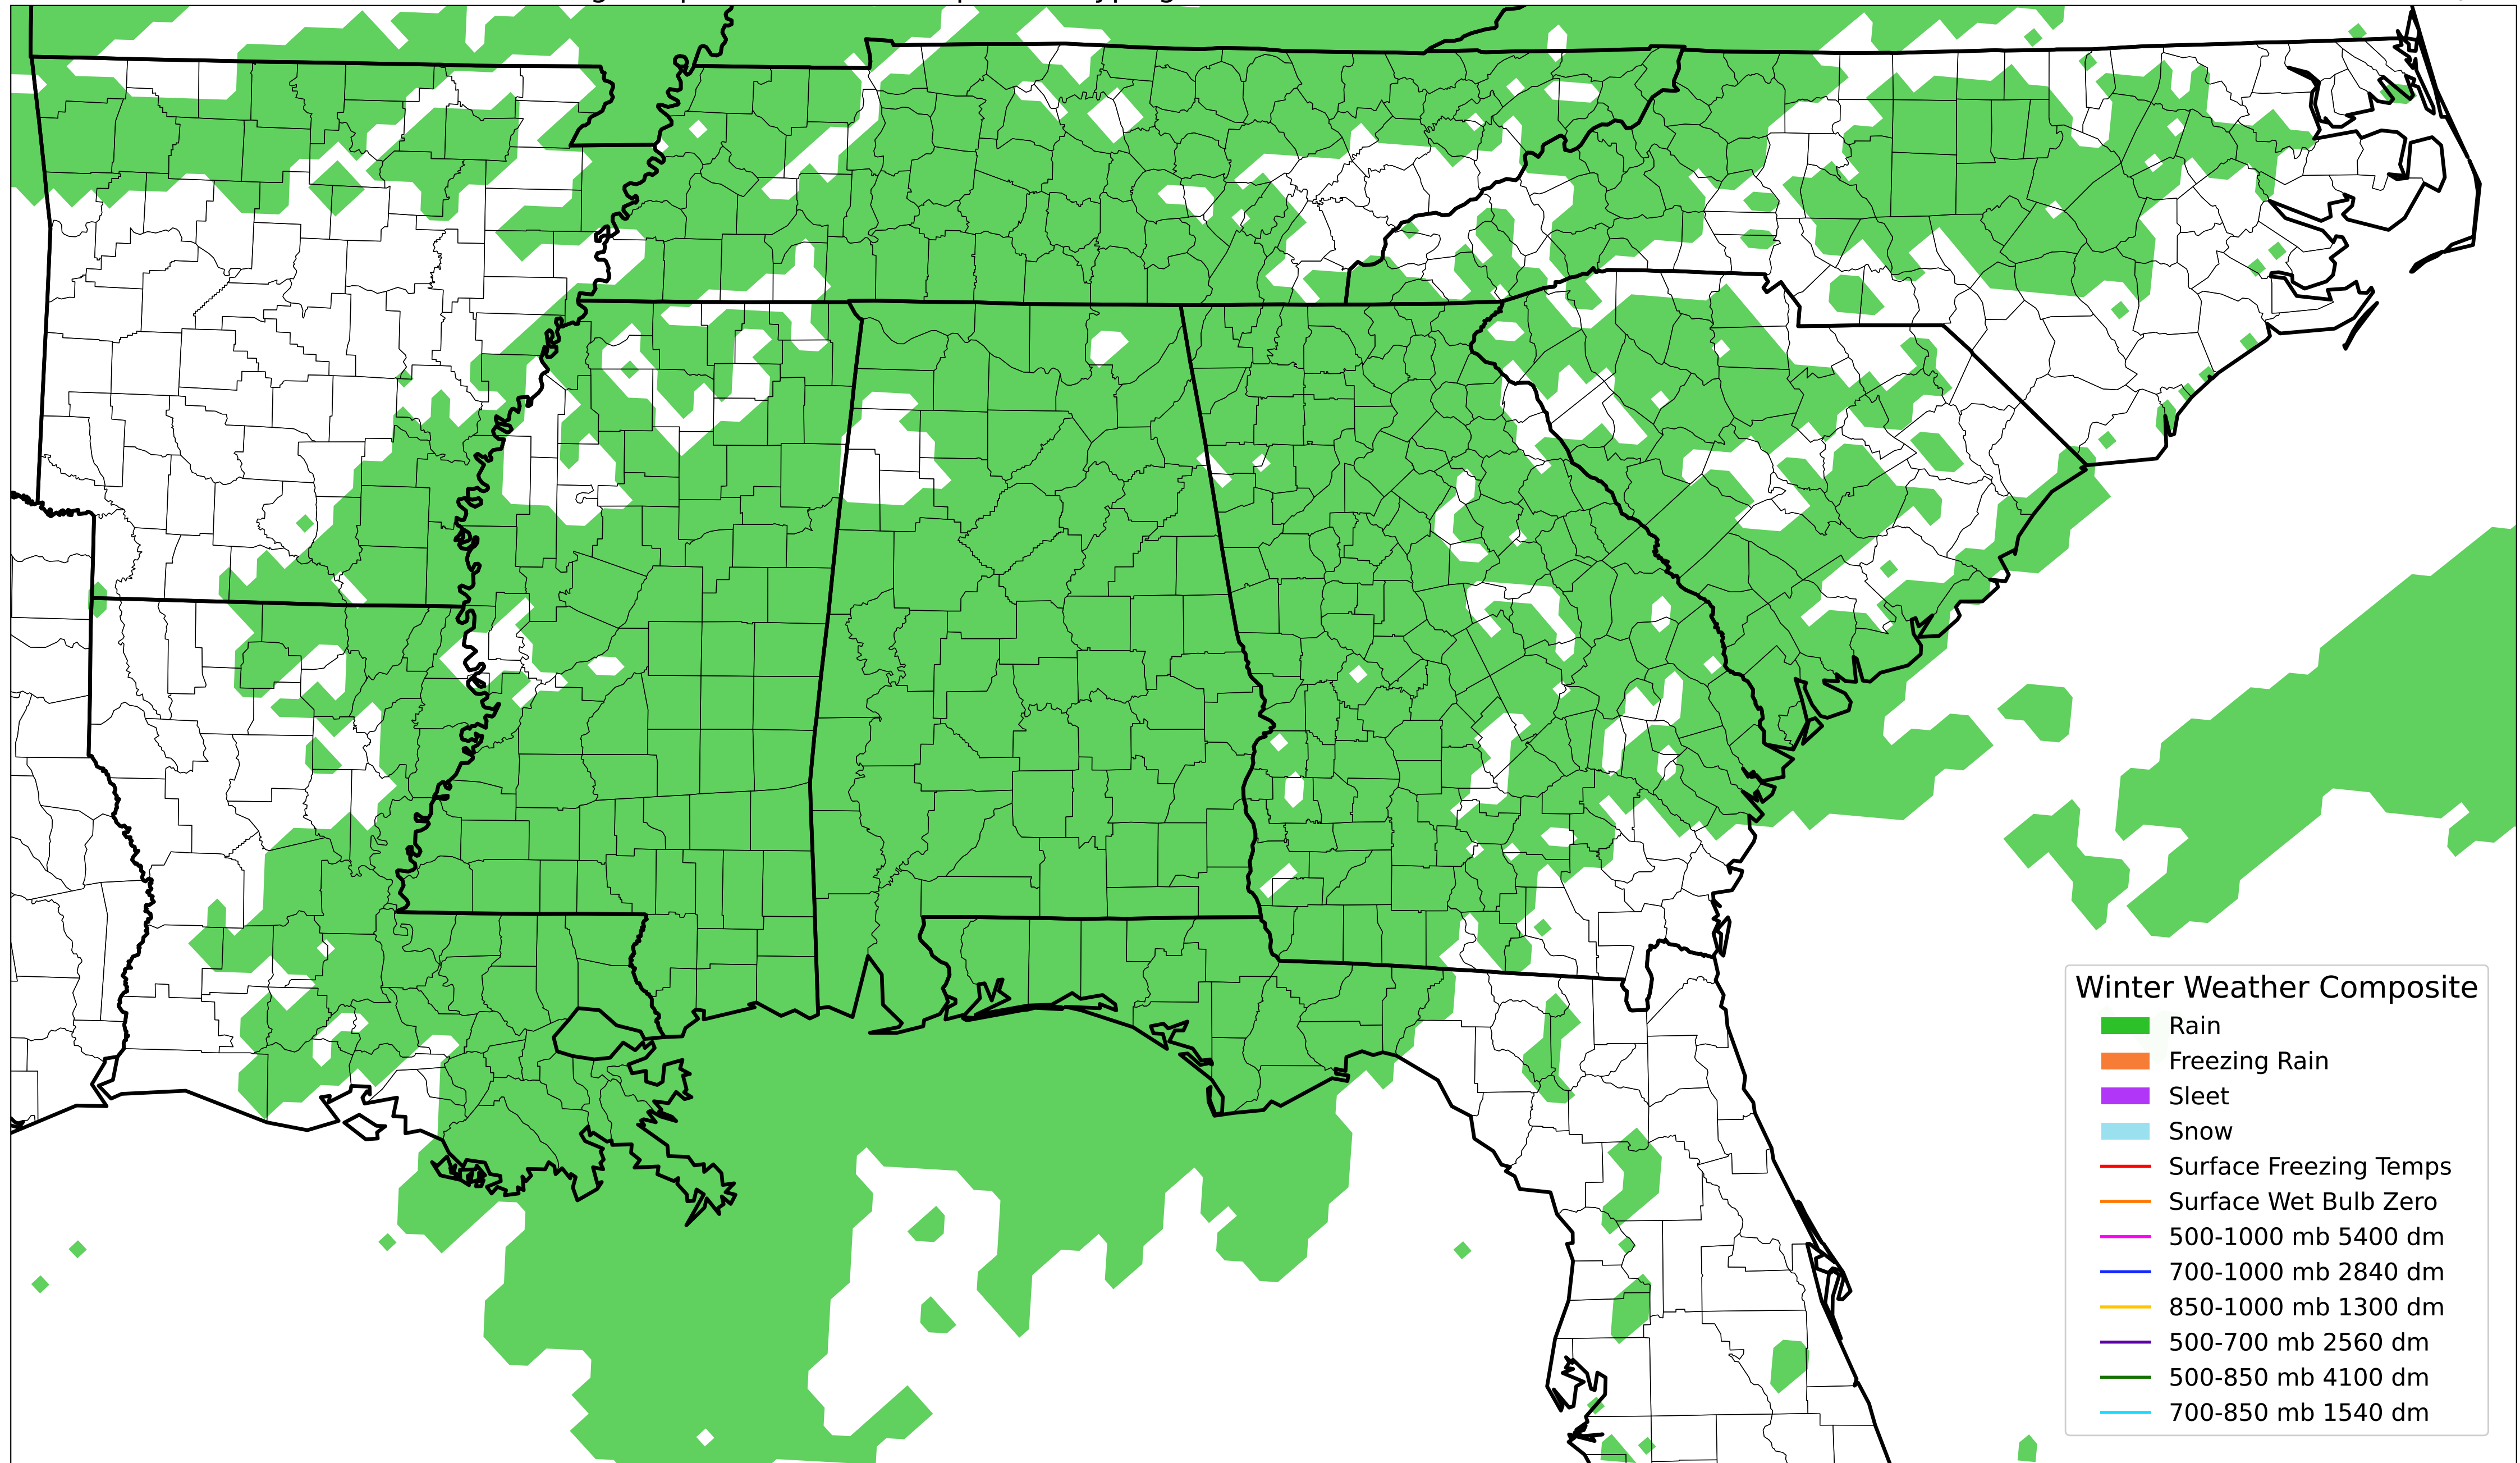 Winter Weather Composite
Rain
Freezing Rain
Sleet
Snow
Surface Freezing Temps
Surface Wet Bulb Zero
500-1000 mb 5400 dm
700-1000 mb 2840 dm
850-1000 mb 1300 dm
500-700 mb 2560 dm
500-850 mb 4100 dm
700-850 mb 1540 dm